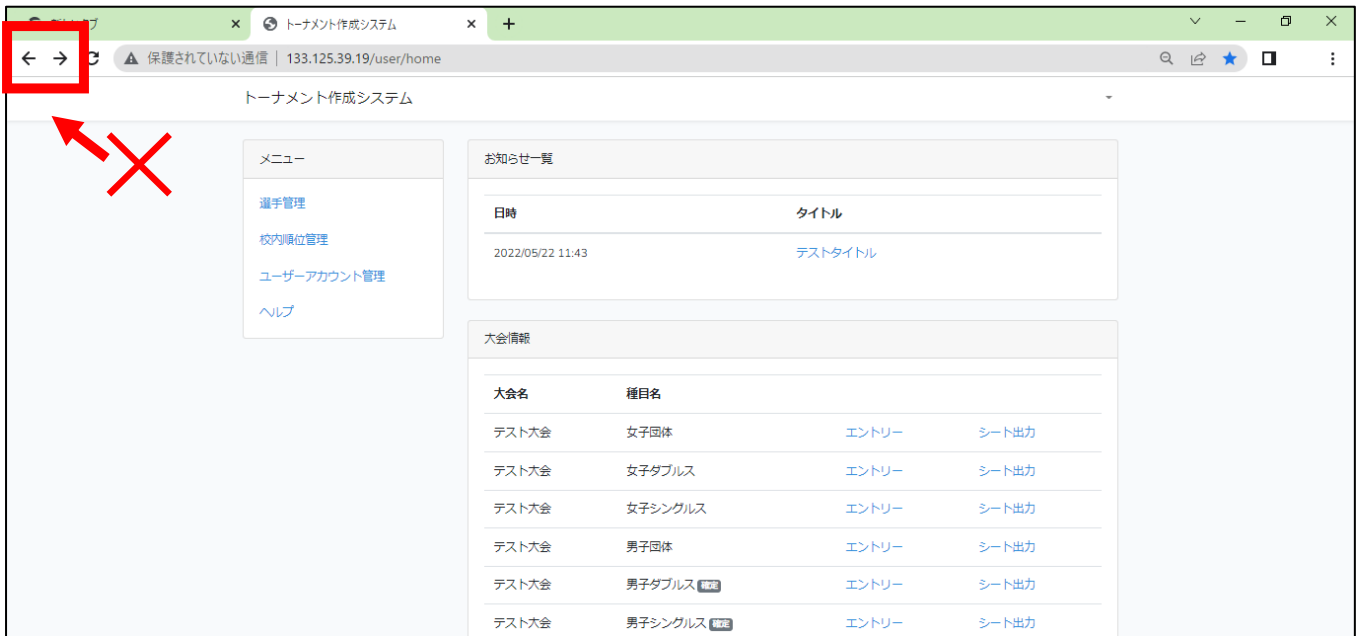 トーナメント作成システム
保護されていない通信 | 133.125.39.19/user/home
トーナメント作成システム
メニュー
選手管理
校内順位管理
ユーザーアカウント管理
ヘルプ
お知らせ一覧
日時 タイトル
2022/05/22 11:43 テストタイトル
大会情報
大会名 種目名
テスト大会 女子団体 エントリー シート出力
テスト大会 女子ダブルス エントリー シート出力
テスト大会 女子シングルス エントリー シート出力
テスト大会 男子団体 エントリー シート出力
テスト大会 男子ダブルス 確定 エントリー シート出力
テスト大会 男子シングルス 確定 エントリー シート出力